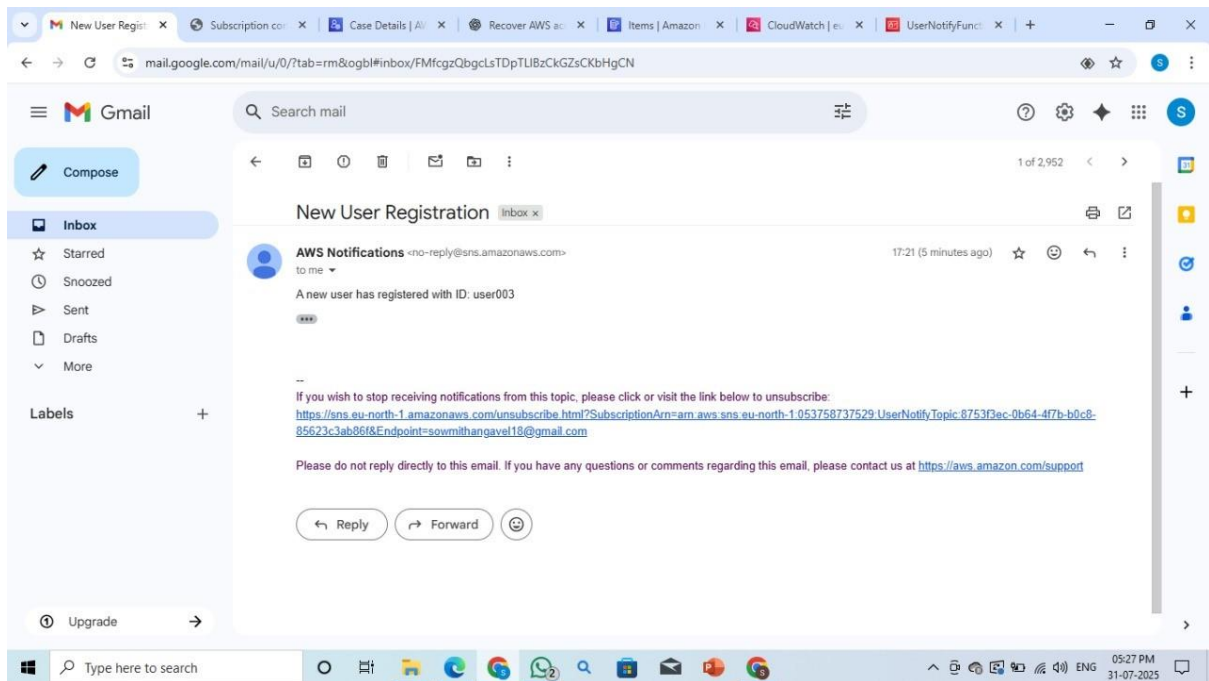 New User Regist
Subscription con
Case Details | AV
Recover AWS ac
Items | Amazon
CloudWatch | eu
UserNotifyFunct
mail.google.com/mail/u/0/?tab=rm&ogbl#inbox/FMfcgzQbgcLsTDpTLlBzCkGZsCKbHgCN
S
Gmail
Search mail
S
Compose
1 of 2,952
31
New User Registration Inbox x
Inbox
AWS Notifications <no-reply@sns.amazonaws.com>
17:21 (5 minutes ago)
Starred
to me
Snoozed
A new user has registered with ID: user003
Sent
Drafts
More
--
If you wish to stop receiving notifications from this topic, please click or visit the link below to unsubscribe:
Labels
https://sns.eu-north-1.amazonaws.com/unsubscribe.html?SubscriptionArn=arn:aws:sns:eu-north-1:053758737529:UserNotifyTopic:8753f3ec-0b64-4f7b-b0c8-
85623c3ab86f&Endpoint=sowmithangavel18@gmail.com
Please do not reply directly to this email. If you have any questions or comments regarding this email, please contact us at https://aws.amazon.com/support
Reply
Forward
Upgrade
Type here to search
2
ENG
05:27 PM
31-07-2025